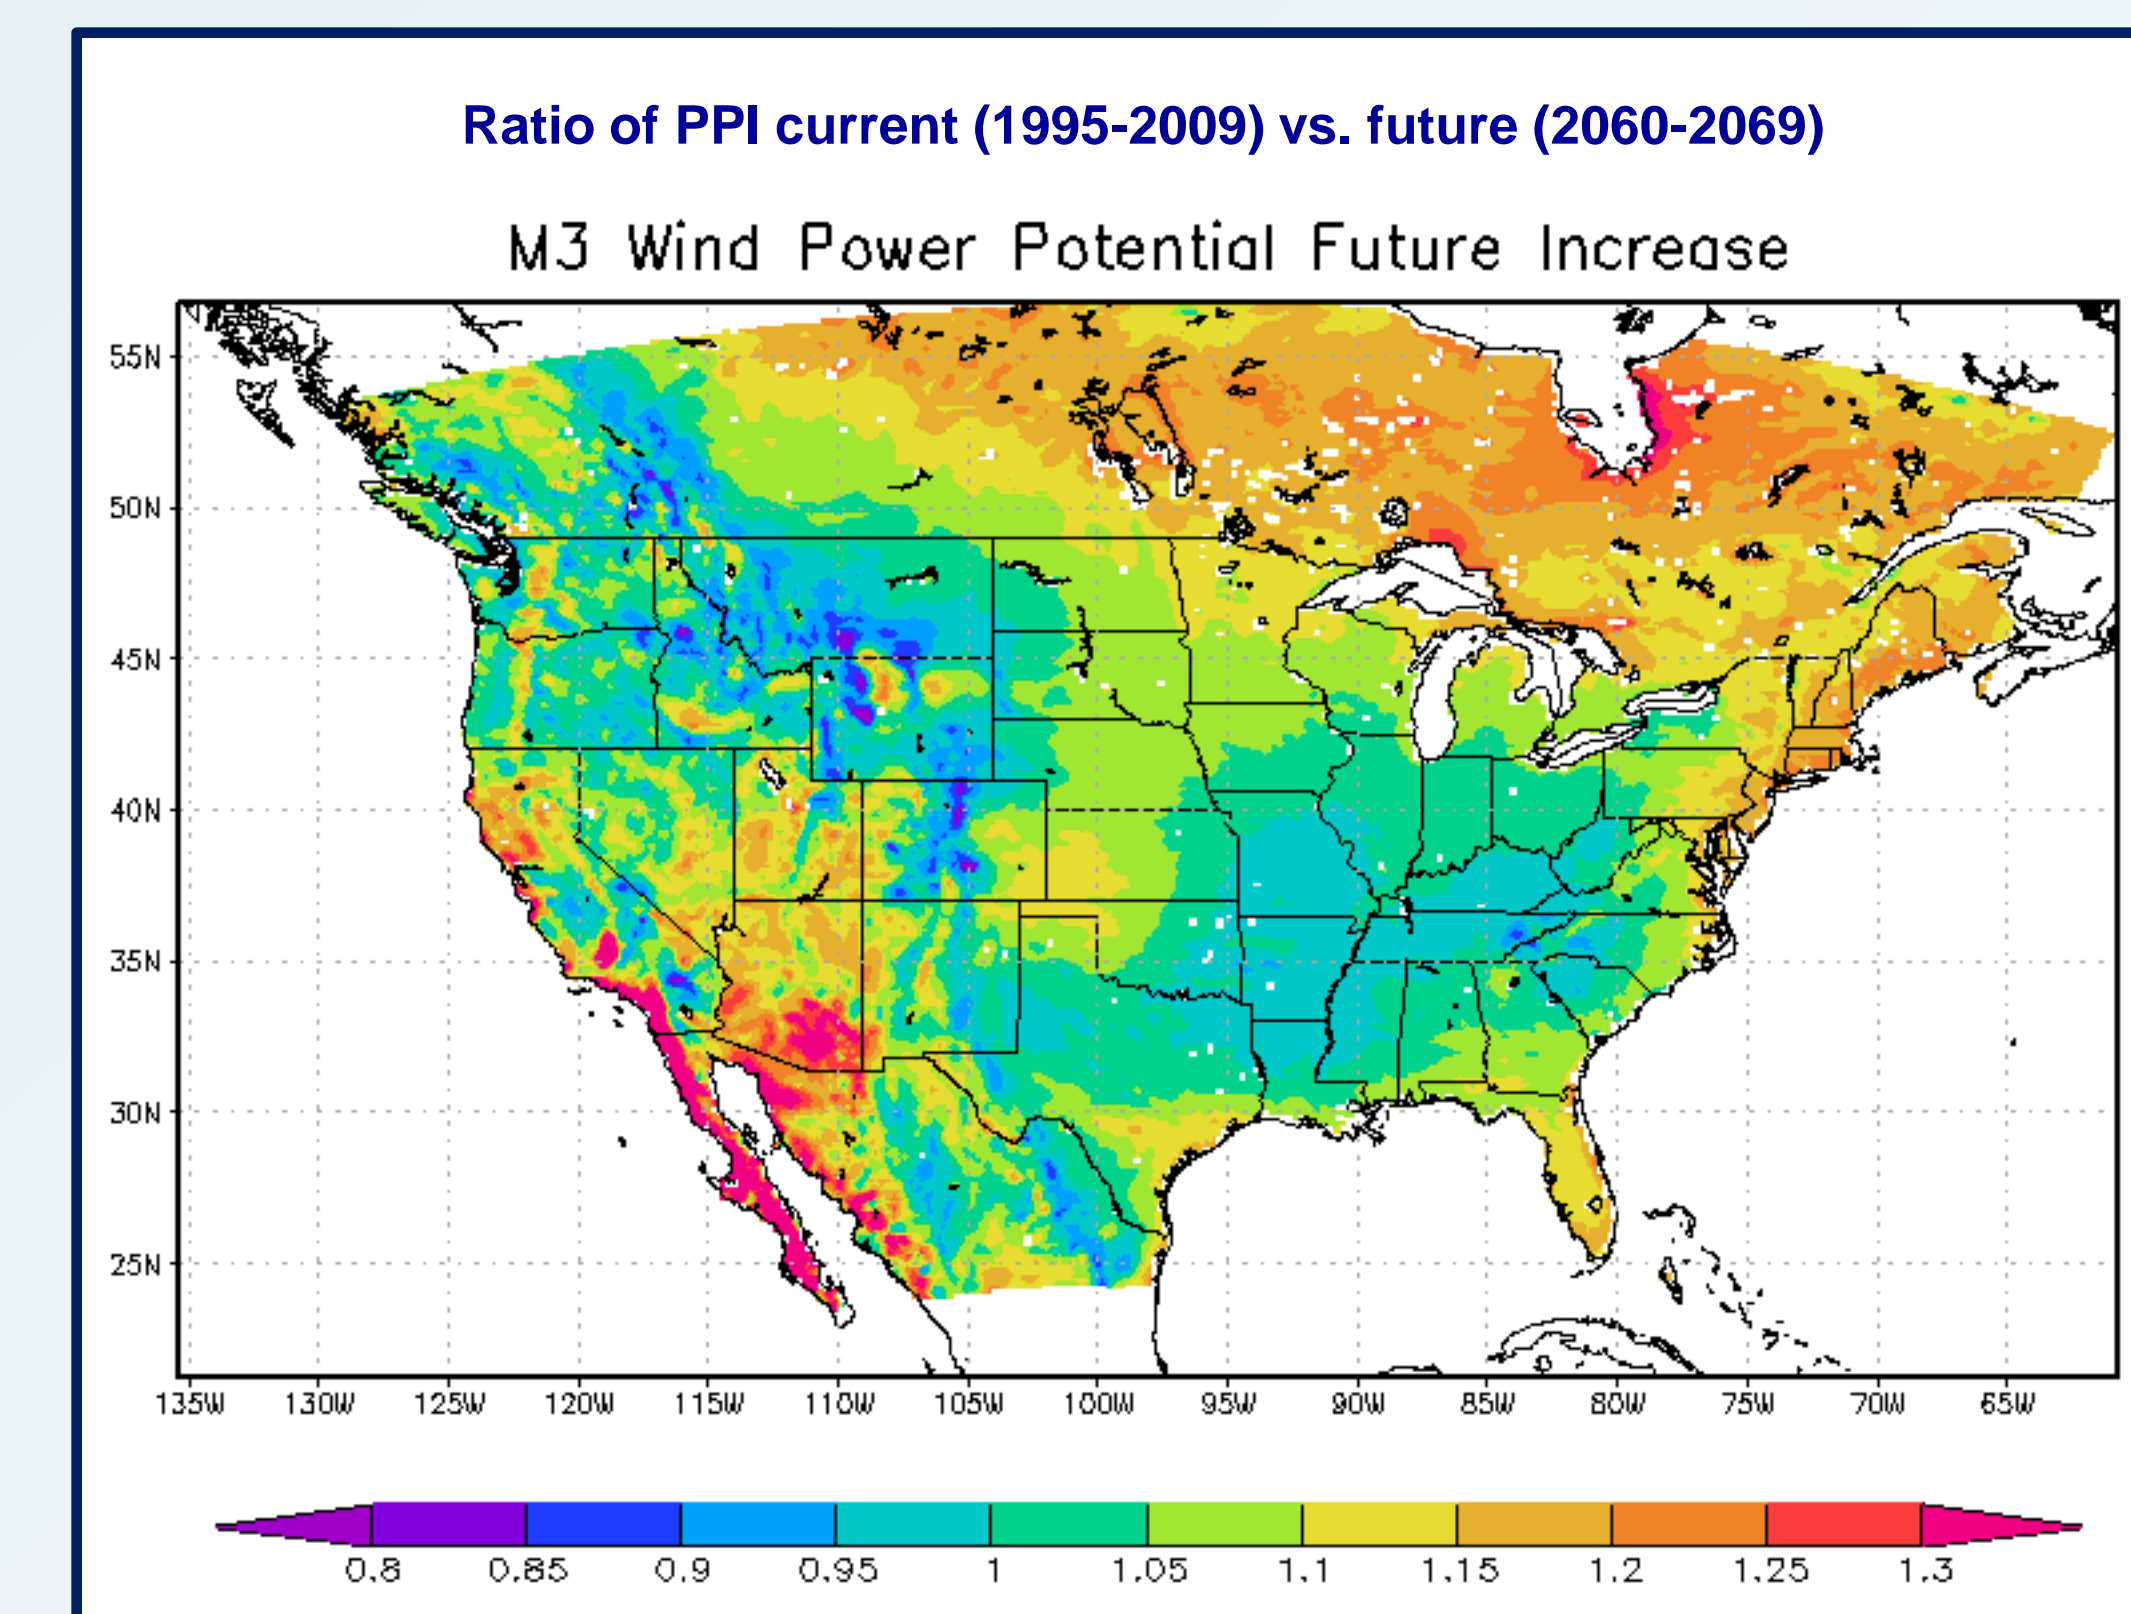 Ratio of PPI current (1995-2009) vs. future (2060-2069)
M3 Wind Power Potential Future Increase
55N
50N
45N
40N
35N
30N
25N
135W 130W 125W 120W 115W 110W 105W 100W 95W 90W 85W 80W 75W 70W 65W
0.8 0.85 0.9 0.95 1 1.05 1.1 1.15 1.2 1.25 1.3